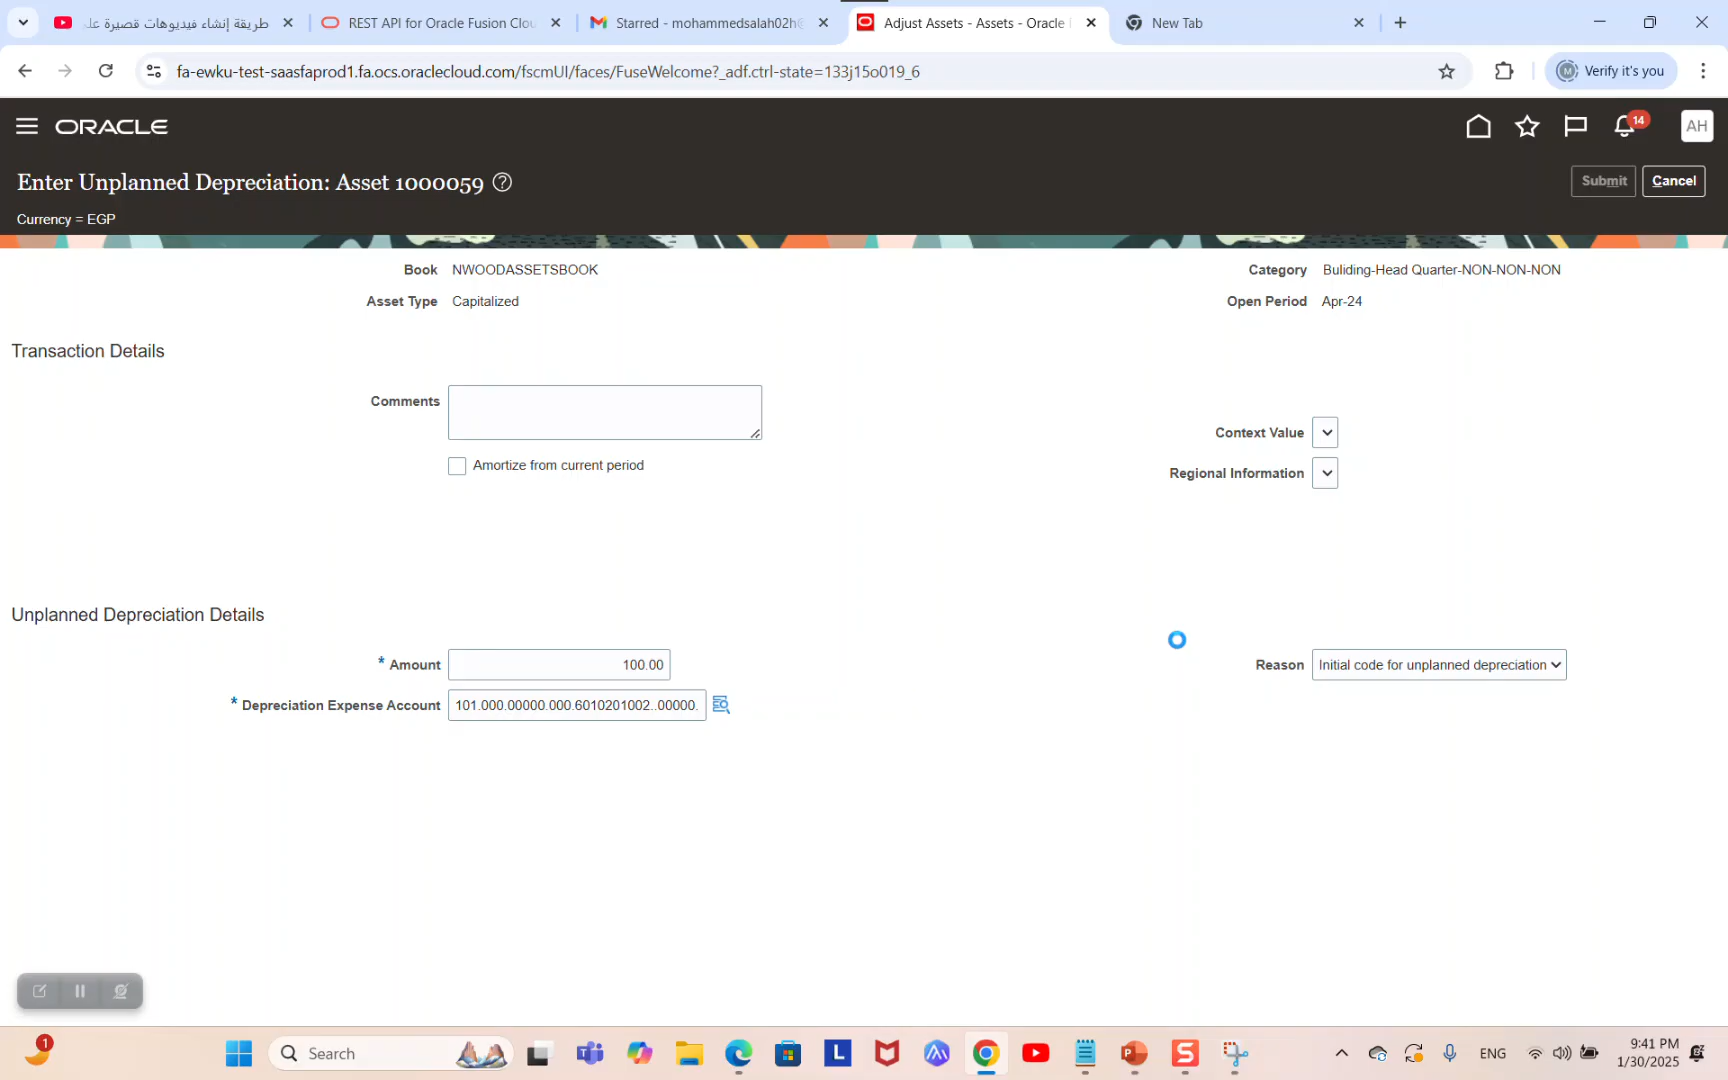 طريقة إنشاء فيديوهات قصيرة عل
REST API for Oracle Fusion Clou
Starred - mohammedsalah02h@
Adjust Assets - Assets - Oracle
New Tab
fa-ewku-test-saasfaprod1.fa.ocs.oraclecloud.com/fscmUI/faces/FuseWelcome?_adf.ctrl-state=133j15o019_6
M
Verify it's you
ORACLE
14
AH
Enter Unplanned Depreciation: Asset 1000059
Submit
Cancel
Currency = EGP
Book NWOODASSETSBOOK
Category Buliding-Head Quarter-NON-NON-NON
Asset Type Capitalized
Open Period Apr-24
Transaction Details
Comments
Context Value
Amortize from current period
Regional Information
Unplanned Depreciation Details
* Amount 100.00
Reason Initial code for unplanned depreciation
* Depreciation Expense Account 101.000.00000.000.6010201002..00000.
1
Search
L
P
S
ENG
9:41 PM
1/30/2025